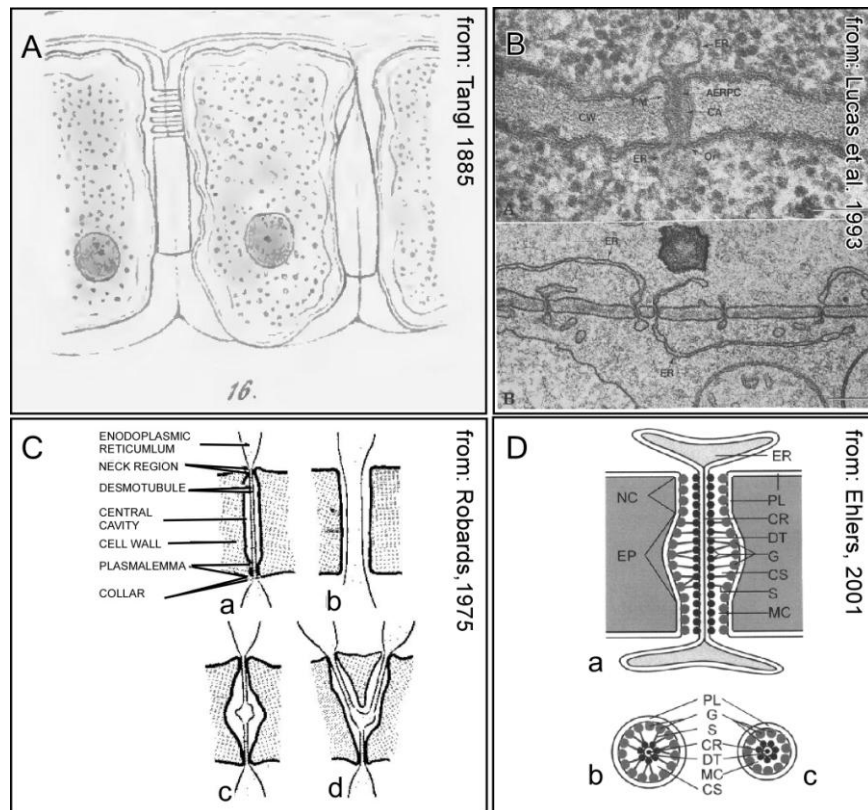 A
from: Tangl 1885
16.
B
from: Lucas et al. 1993
ER
AERPC
CW
CA
ER
A
ER
ER
B
C
from: Robards, 1975
ENODOPLASMIC
RETICUMLUM
NECK REGION
DESMOTUBULE
CENTRAL
CAVITY
CELL WALL
PLASMALEMMA
COLLAR
a
b
c
d
D
from: Ehlers, 2001
ER
NC
PL
CR
DT
EP
G
CS
S
MC
a
PL
G
S
CR
DT
MC
CS
b
c
PL
G